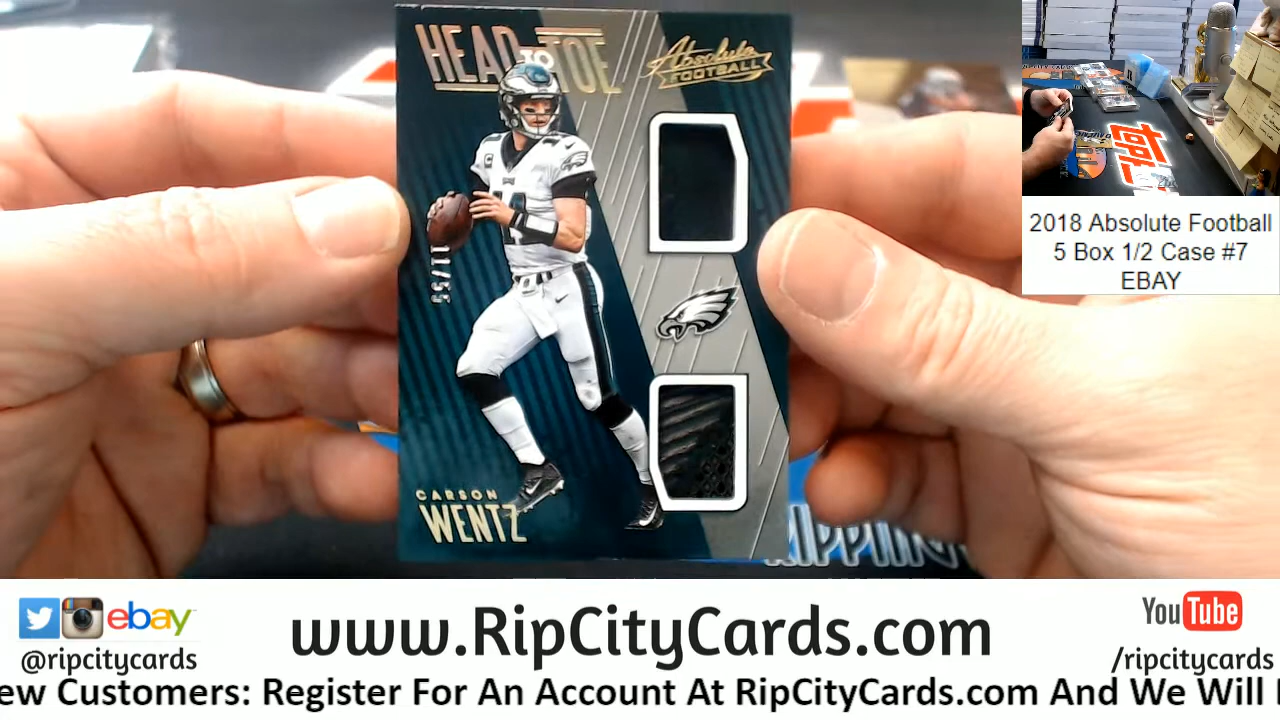 HEAD TO TOE
Absolute
FOOTBALL
11/55
CARSON
WENTZ
2018 Absolute Football
5 Box 1/2 Case #7
EBAY
ebay
@ripcitycards
www.RipCityCards.com
YouTube
/ripcitycards
ew Customers: Register For An Account At RipCityCards.com And We Will